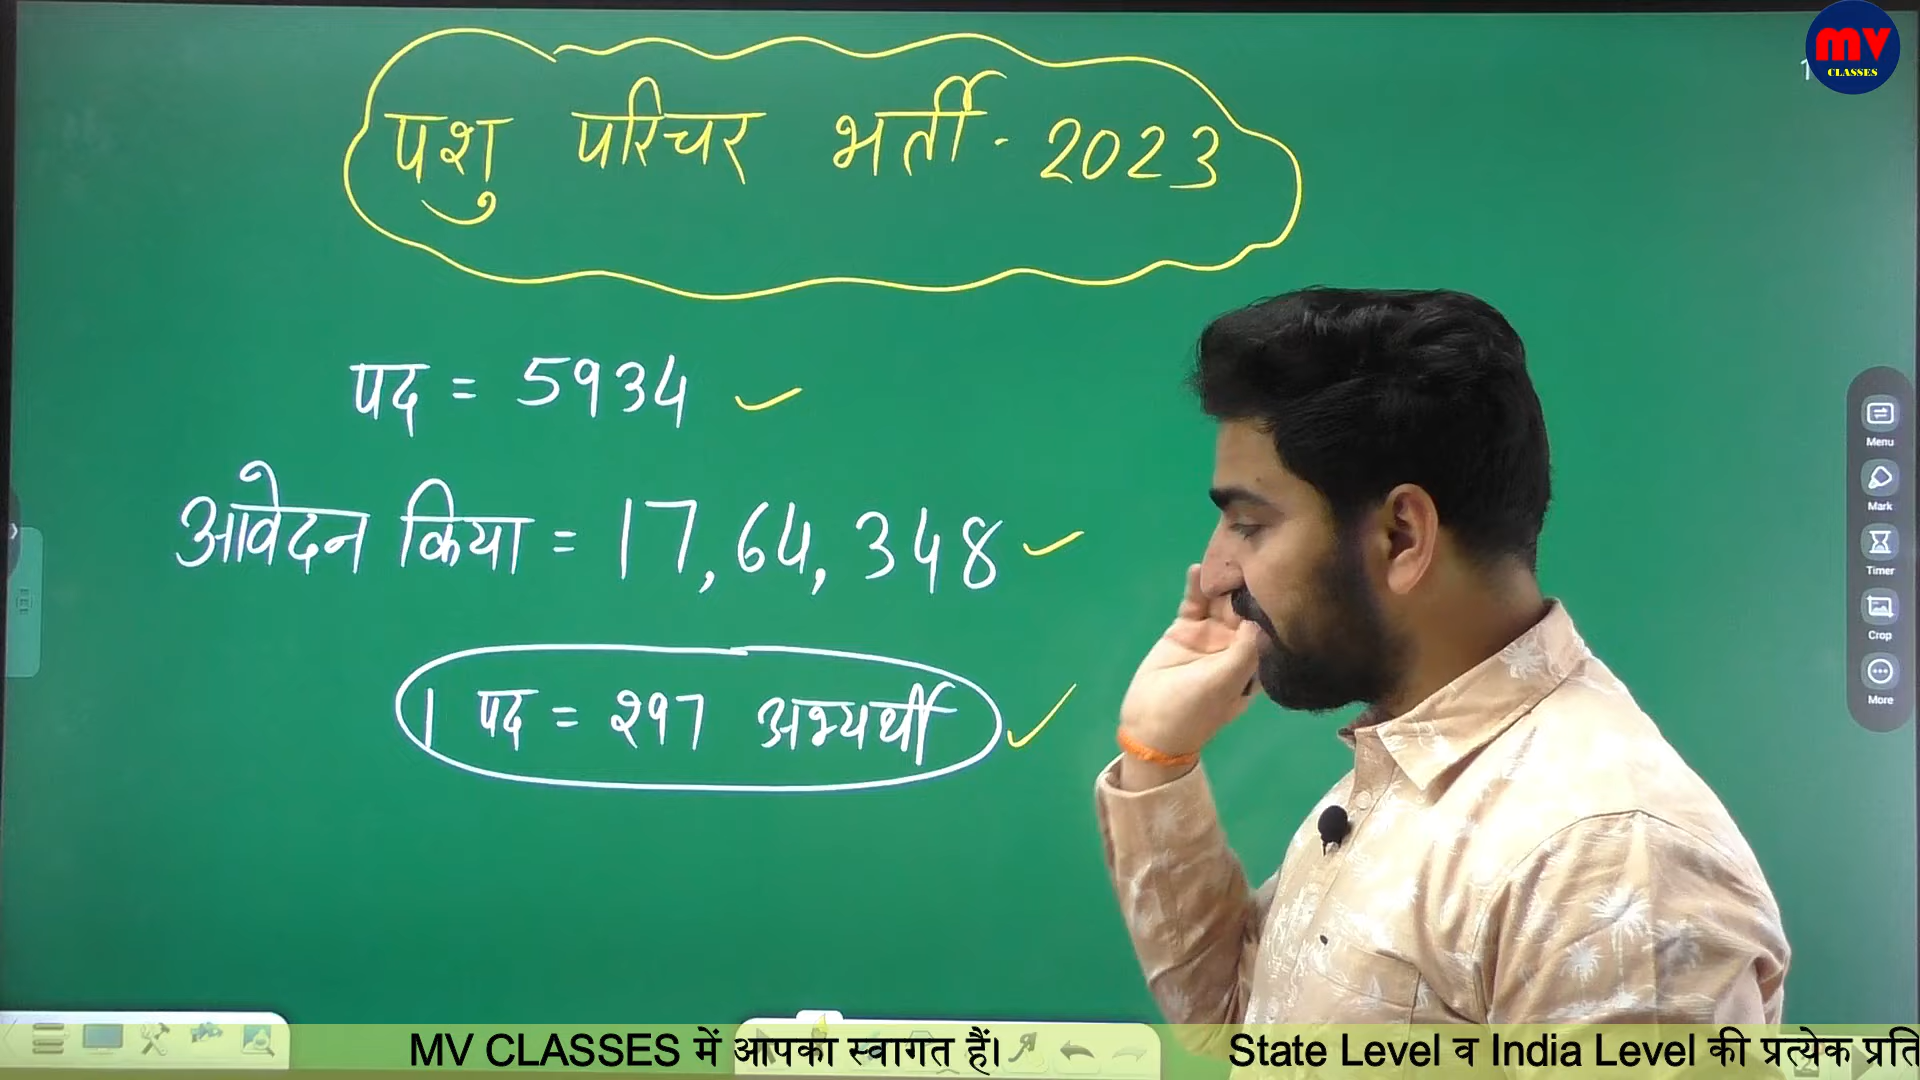 mv
CLASSES
पशु परिचर भर्ती - 2023
पद = 5934
आवेदन किया = 17,64,348
1 पद = 297 अभ्यर्थी
Menu
Mark
Timer
Crop
More
MV CLASSES में आपका स्वागत हैं। State Level व India Level की प्रत्येक प्रति